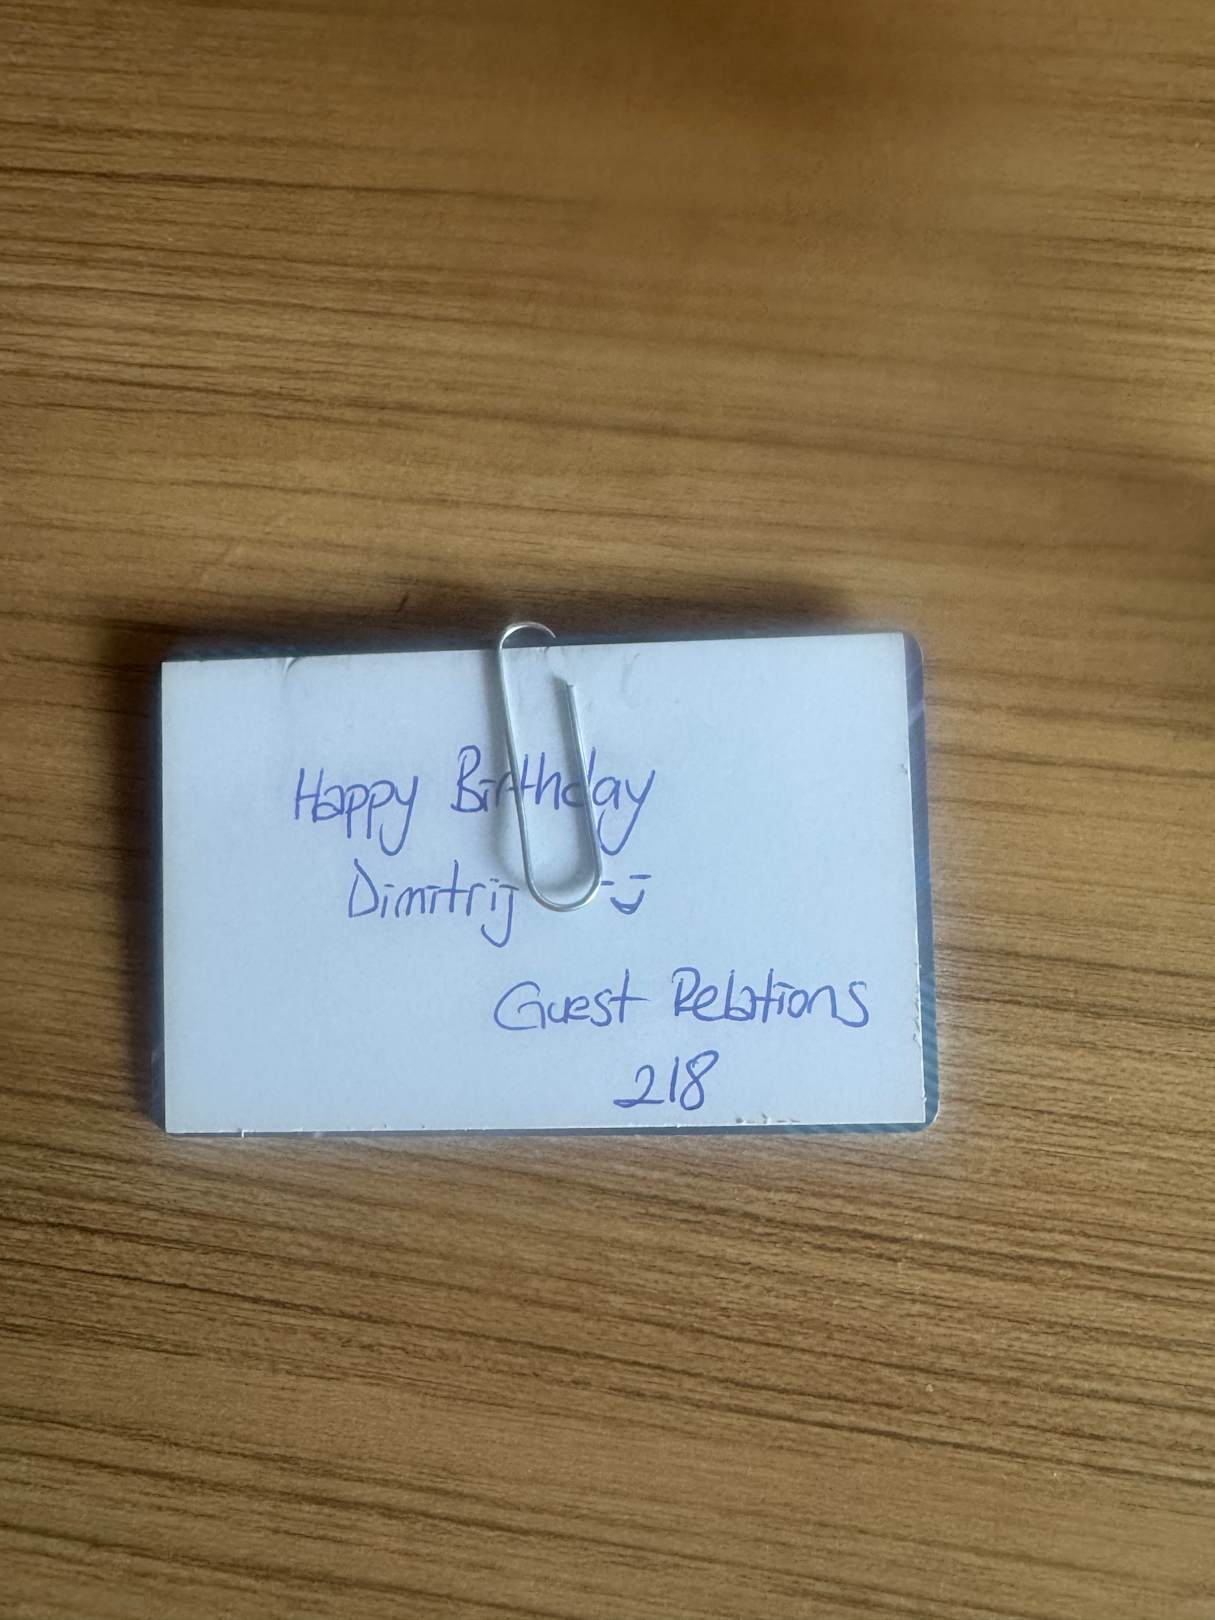 Happy Birthday
Dimitrij
Guest Relations
218